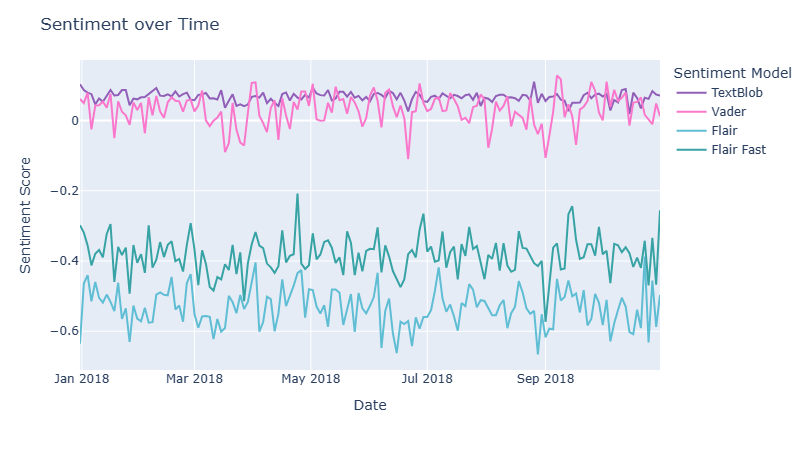 Sentiment over Time
Sentiment Score
0
−0.2
−0.4
−0.6
Jan 2018
Mar 2018
May 2018
Jul 2018
Sep 2018
Date
Sentiment Model
TextBlob
Vader
Flair
Flair Fast